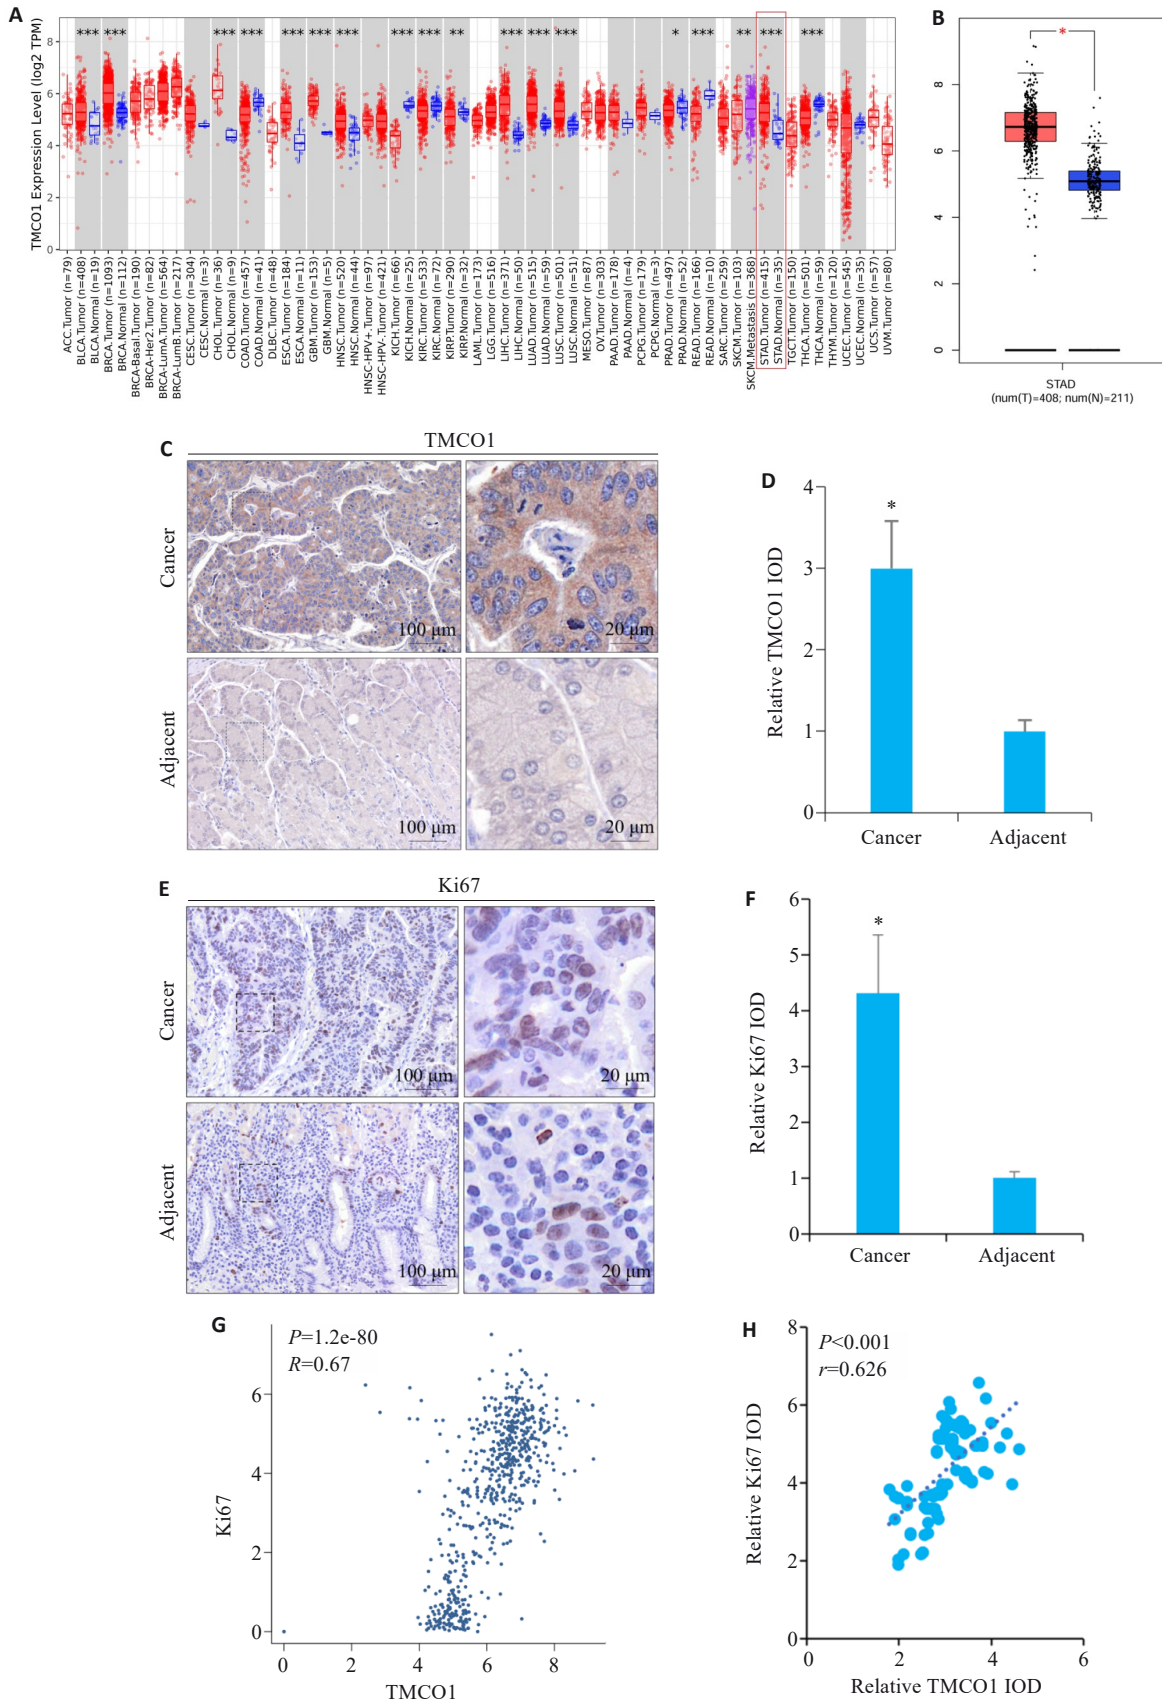 A
B
*** *** *** *** *** *** *** *** *** ** *** *** *** * *** ** *** ***
*
TMCO1 Expression Level (log2 TPM)
8
6
4
2
0
ACC.Tumor (n=79)
BLCA.Tumor (n=408)
BLCA.Normal (n=19)
BRCA.Tumor (n=1093)
BRCA.Normal (n=112)
BRCA-Basal.Tumor (n=190)
BRCA-Her2.Tumor (n=82)
BRCA-LumA.Tumor (n=564)
BRCA-LumB.Tumor (n=217)
CESC.Tumor (n=304)
CESC.Normal (n=3)
CHOL.Tumor (n=36)
CHOL.Normal (n=9)
COAD.Tumor (n=457)
COAD.Normal (n=41)
DLBC.Tumor (n=48)
ESCA.Tumor (n=184)
ESCA.Normal (n=11)
GBM.Tumor (n=153)
GBM.Normal (n=5)
HNSC.Tumor (n=520)
HNSC.Normal (n=44)
HNSC-HPV+.Tumor (n=97)
HNSC-HPV-.Tumor (n=421)
KICH.Tumor (n=66)
KICH.Normal (n=25)
KIRC.Tumor (n=533)
KIRC.Normal (n=72)
KIRP.Tumor (n=290)
KIRP.Normal (n=32)
LAML.Tumor (n=173)
LGG.Tumor (n=516)
LIHC.Tumor (n=371)
LIHC.Normal (n=50)
LUAD.Tumor (n=515)
LUAD.Normal (n=59)
LUSC.Tumor (n=501)
LUSC.Normal (n=51)
MESO.Tumor (n=87)
OV.Tumor (n=303)
PAAD.Tumor (n=178)
PAAD.Normal (n=4)
PCPG.Tumor (n=179)
PCPG.Normal (n=3)
PRAD.Tumor (n=497)
PRAD.Normal (n=52)
READ.Tumor (n=166)
READ.Normal (n=10)
SARC.Tumor (n=259)
SKCM.Tumor (n=103)
SKCM.Metastasis (n=368)
STAD.Tumor (n=415)
STAD.Normal (n=35)
TGCT.Tumor (n=150)
THCA.Tumor (n=501)
THCA.Normal (n=59)
THYM.Tumor (n=120)
UCEC.Tumor (n=545)
UCEC.Normal (n=35)
UCS.Tumor (n=57)
UVM.Tumor (n=80)
8
6
4
2
0
STAD
(num(T)=408; num(N)=211)
C
TMCO1
Cancer
100 μm
20 μm
Adjacent
100 μm
20 μm
D
Relative TMCO1 IOD
4
3
2
1
0
*
Cancer
Adjacent
E
Ki67
Cancer
100 μm
20 μm
Adjacent
100 μm
20 μm
F
Relative Ki67 IOD
6
5
4
3
2
1
0
*
Cancer
Adjacent
G
P=1.2e-80
R=0.67
Ki67
6
4
2
0
0 2 4 6 8
TMCO1
H
P<0.001
r=0.626
Relative Ki67 IOD
8
6
4
2
0
0 2 4 6
Relative TMCO1 IOD